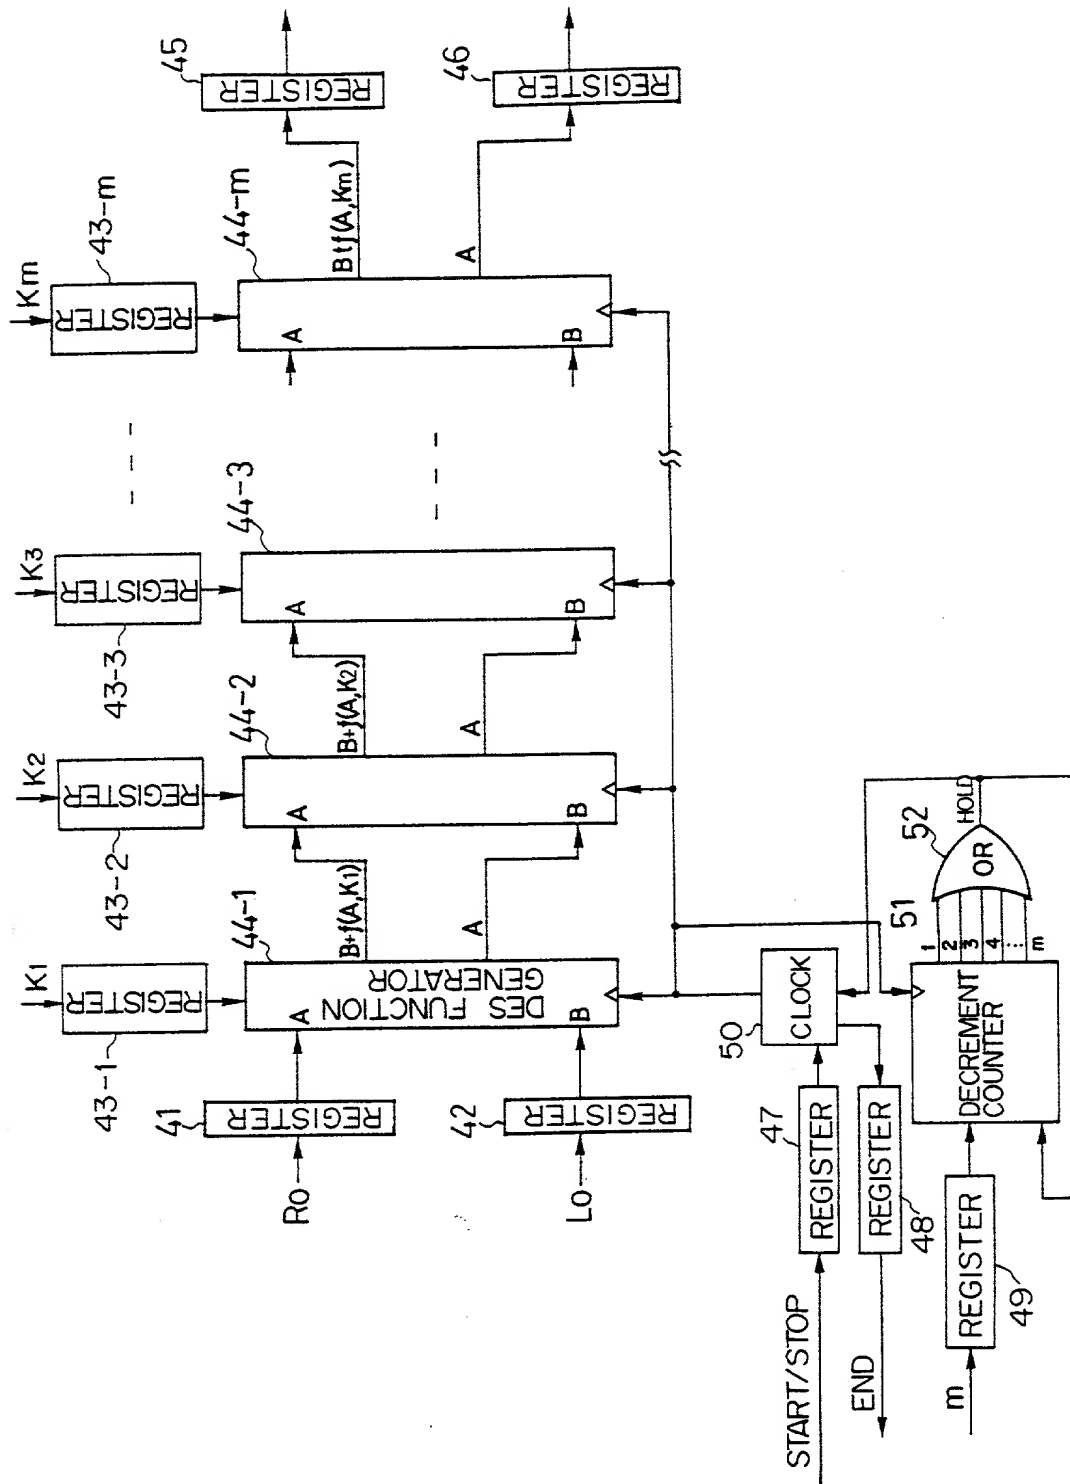 Km
43-m
REGISTER
44-m
A
B
B+f(A,Km)
A
45
REGISTER
46
REGISTER
K3
REGISTER
43-3
44-3
A
B
K2
REGISTER
43-2
44-2
A
B
B+f(A,K2)
A
K1
REGISTER
43-1
44-1
DES FUNCTION
GENERATOR
A
B
B+f(A,K1)
A
41
REGISTER
Ro
42
REGISTER
Lo
START/STOP
47
REGISTER
50
CLOCK
END
REGISTER
48
m
REGISTER
49
DECREMENT
COUNTER
51
1
2
3
4
...
m
OR
52
HOLD